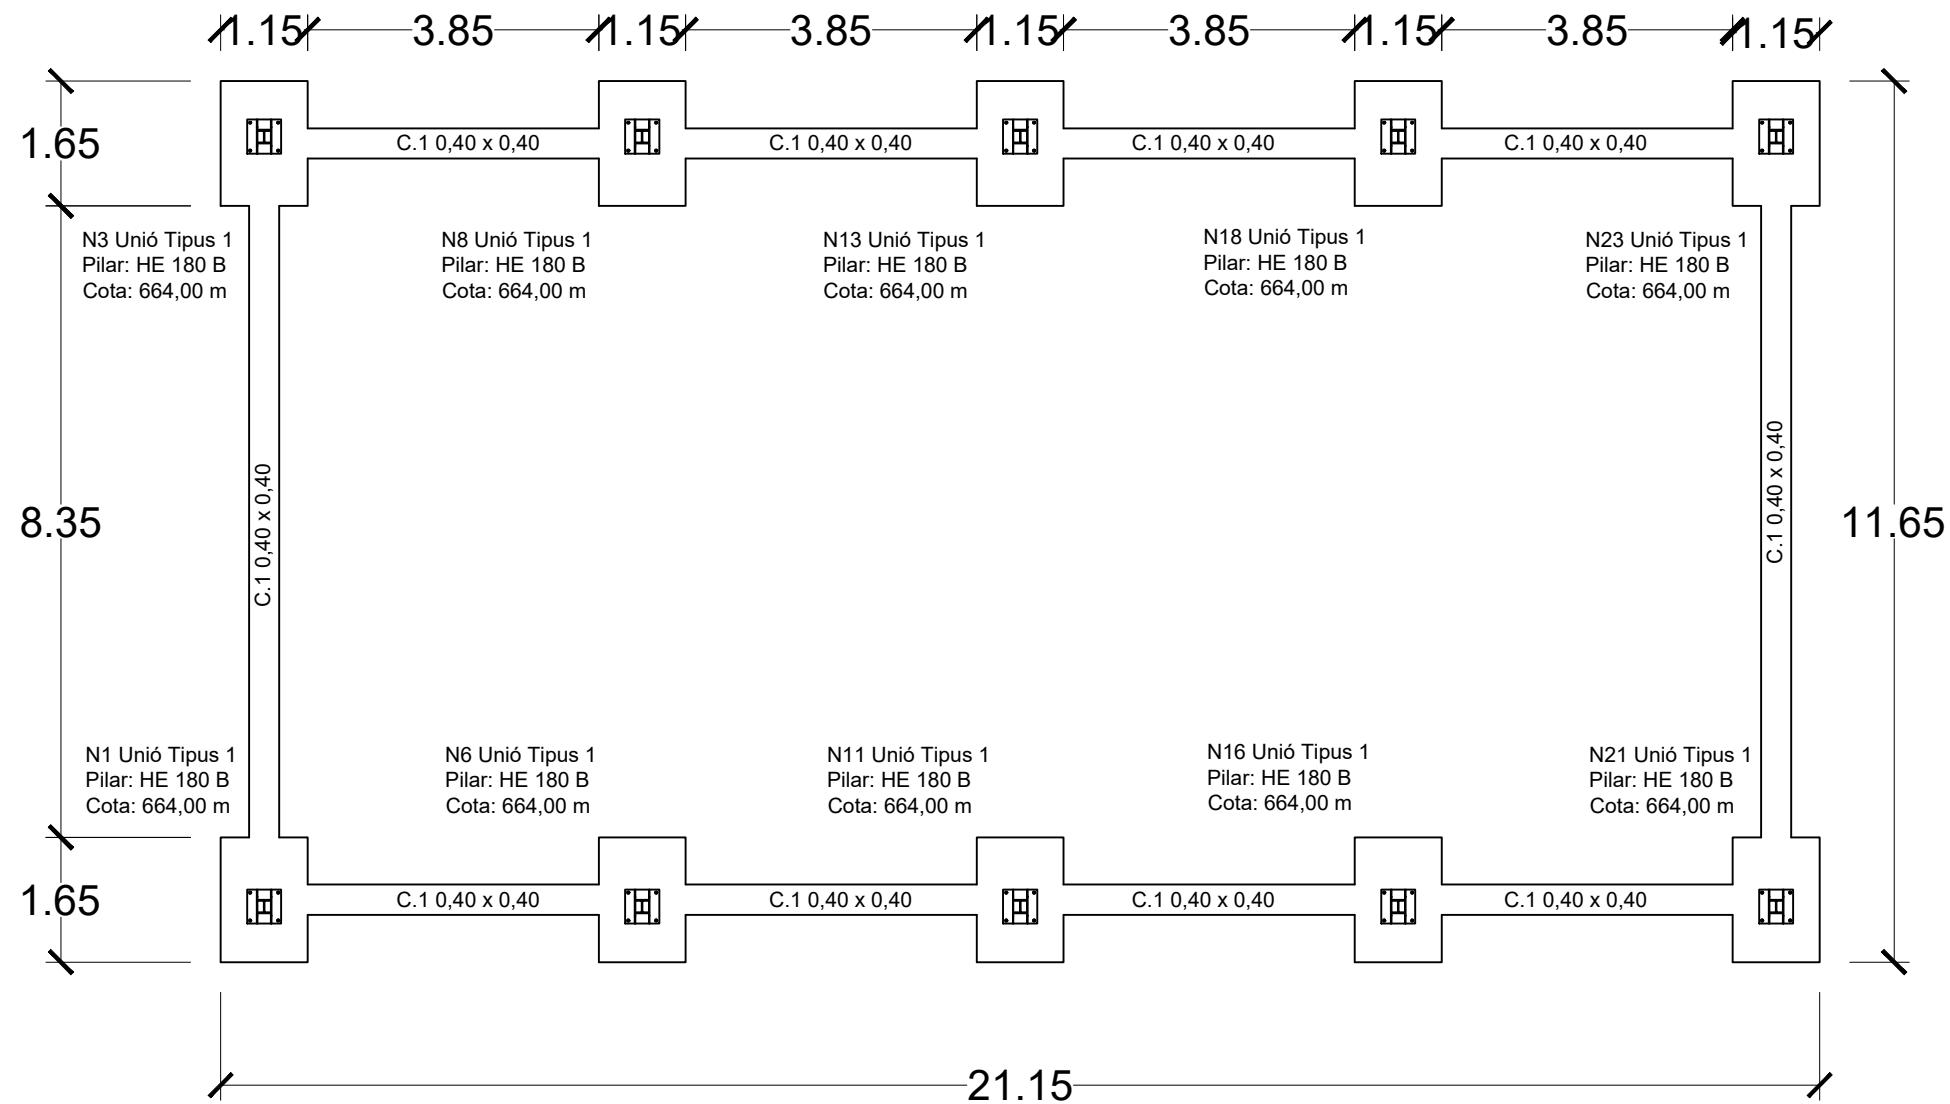 1.15
3.85
1.15
3.85
1.15
3.85
1.15
3.85
1.15
1.65
C.1 0,40 x 0,40
C.1 0,40 x 0,40
C.1 0,40 x 0,40
C.1 0,40 x 0,40
N3 Unió Tipus 1
Pilar: HE 180 B
Cota: 664,00 m
N8 Unió Tipus 1
Pilar: HE 180 B
Cota: 664,00 m
N13 Unió Tipus 1
Pilar: HE 180 B
Cota: 664,00 m
N18 Unió Tipus 1
Pilar: HE 180 B
Cota: 664,00 m
N23 Unió Tipus 1
Pilar: HE 180 B
Cota: 664,00 m
8.35
C.1 0,40 x 0,40
C.1 0,40 x 0,40
11.65
N1 Unió Tipus 1
Pilar: HE 180 B
Cota: 664,00 m
N6 Unió Tipus 1
Pilar: HE 180 B
Cota: 664,00 m
N11 Unió Tipus 1
Pilar: HE 180 B
Cota: 664,00 m
N16 Unió Tipus 1
Pilar: HE 180 B
Cota: 664,00 m
N21 Unió Tipus 1
Pilar: HE 180 B
Cota: 664,00 m
1.65
C.1 0,40 x 0,40
C.1 0,40 x 0,40
C.1 0,40 x 0,40
C.1 0,40 x 0,40
21.15